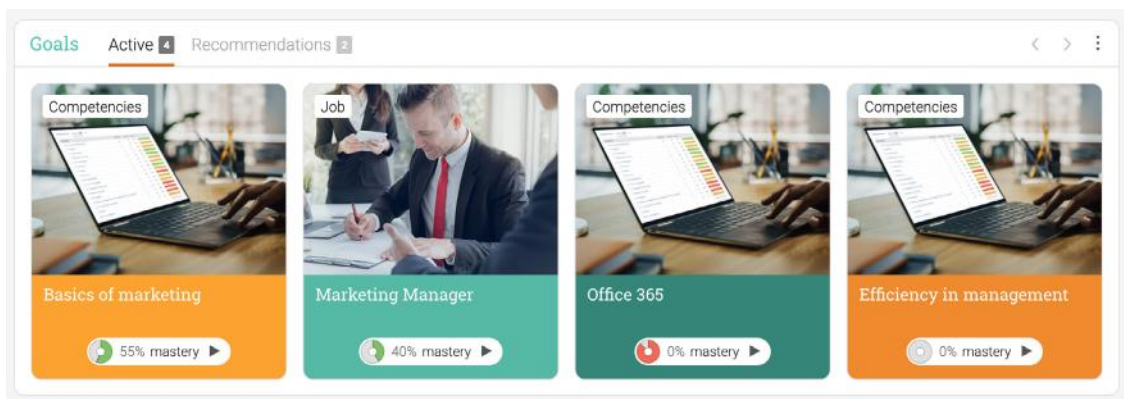 Goals Active 4 Recommendations 2
Competencies
Job
Competencies
Competencies
Basics of marketing
Marketing Manager
Office 365
Efficiency in management
55% mastery
40% mastery
0% mastery
0% mastery